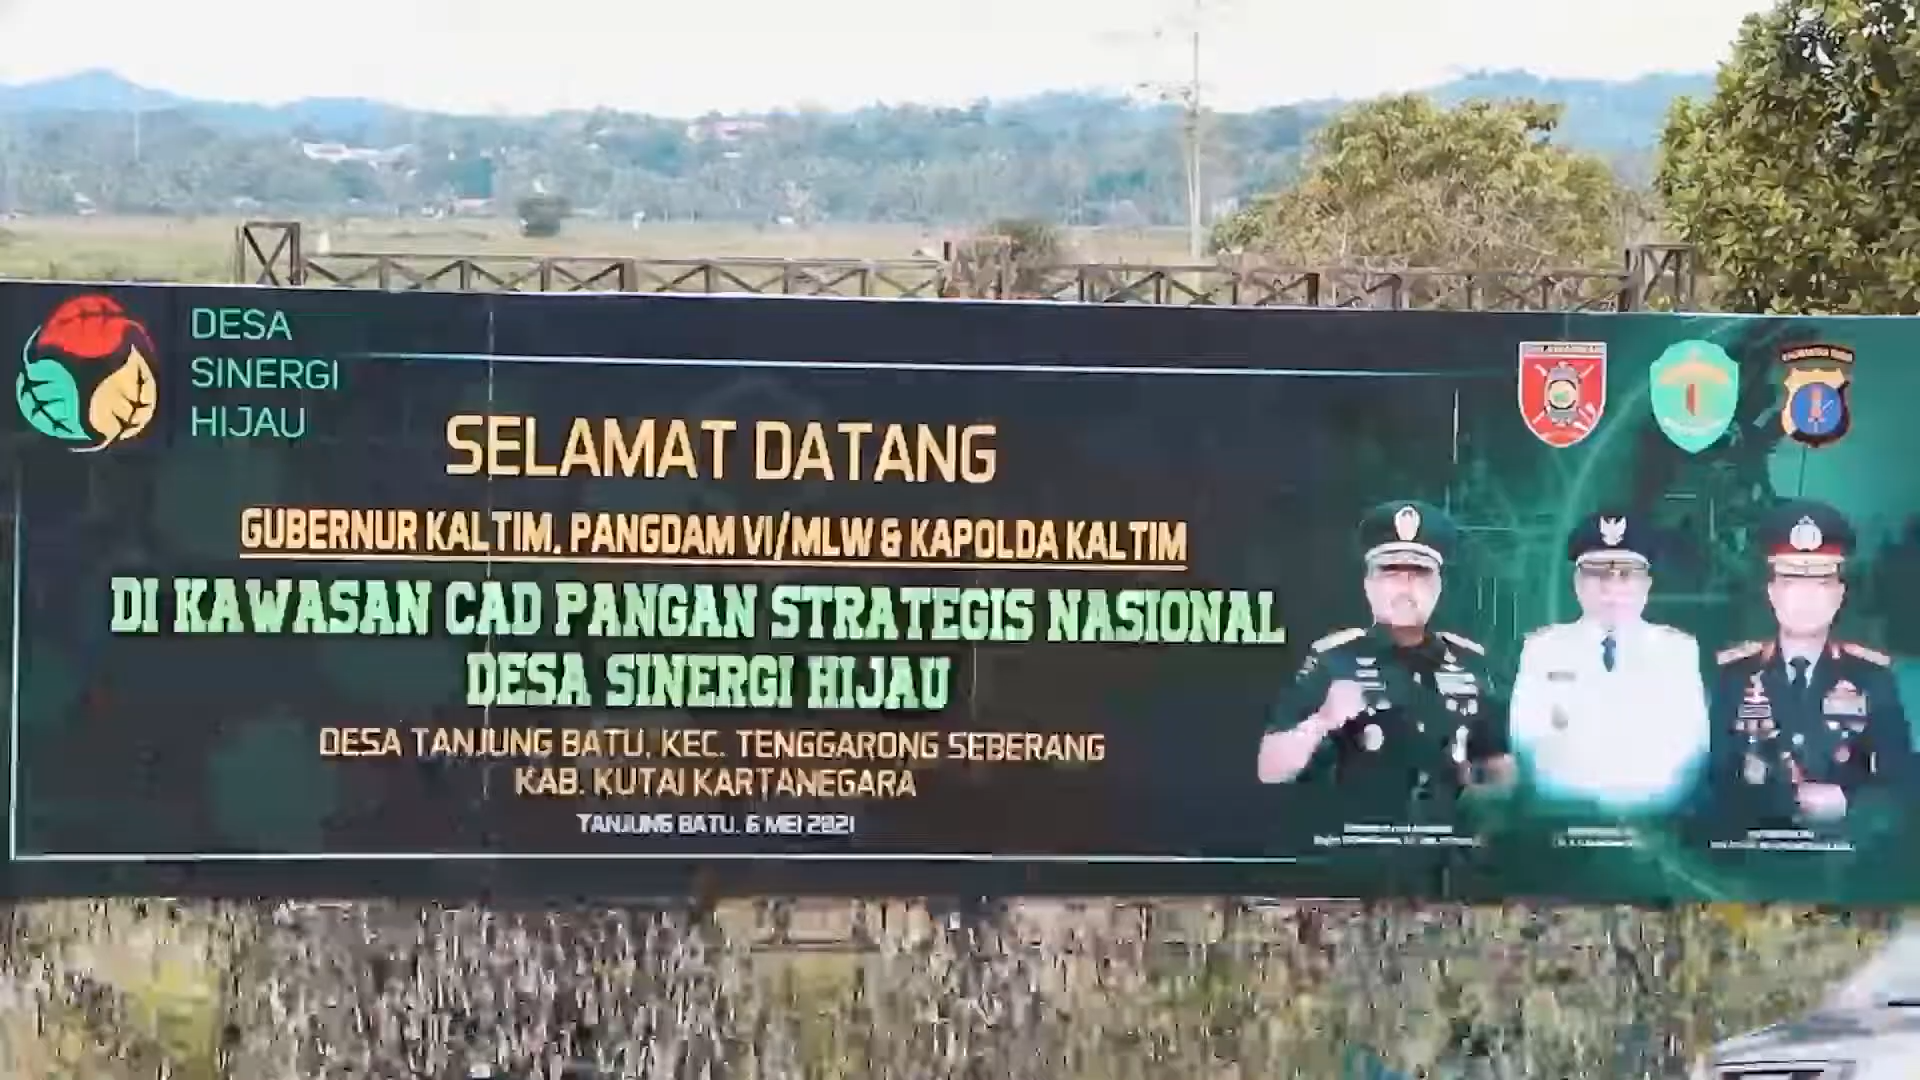 DESA
SINERGI
HIJAU
SELAMAT DATANG
GUBERNUR KALTIM, PANGDAM VI/MLW & KAPOLDA KALTIM
DI KAWASAN CAD PANGAN STRATEGIS NASIONAL
DESA SINERGI HIJAU
DESA TANJUNG BATU, KEC. TENGGARONG SEBERANG
KAB. KUTAI KARTANEGARA
TANJUNG BATU, 6 MEI 2021